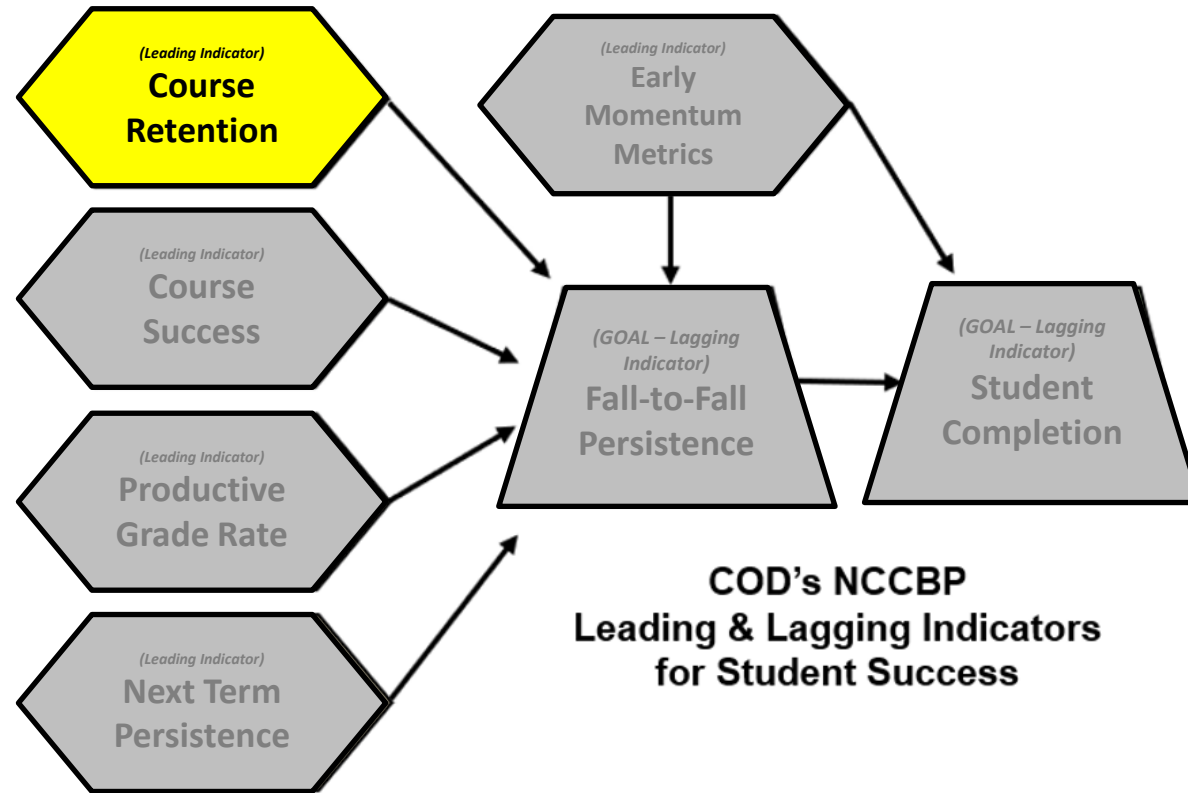 (Leading Indicator)
Course
Retention
(Leading Indicator)
Early
Momentum
Metrics
(Leading Indicator)
Course
Success
(GOAL – Lagging
Indicator)
Fall-to-Fall
Persistence
(GOAL – Lagging
Indicator)
Student
Completion
(Leading Indicator)
Productive
Grade Rate
(Leading Indicator)
Next Term
Persistence
COD's NCCBP
Leading & Lagging Indicators
for Student Success